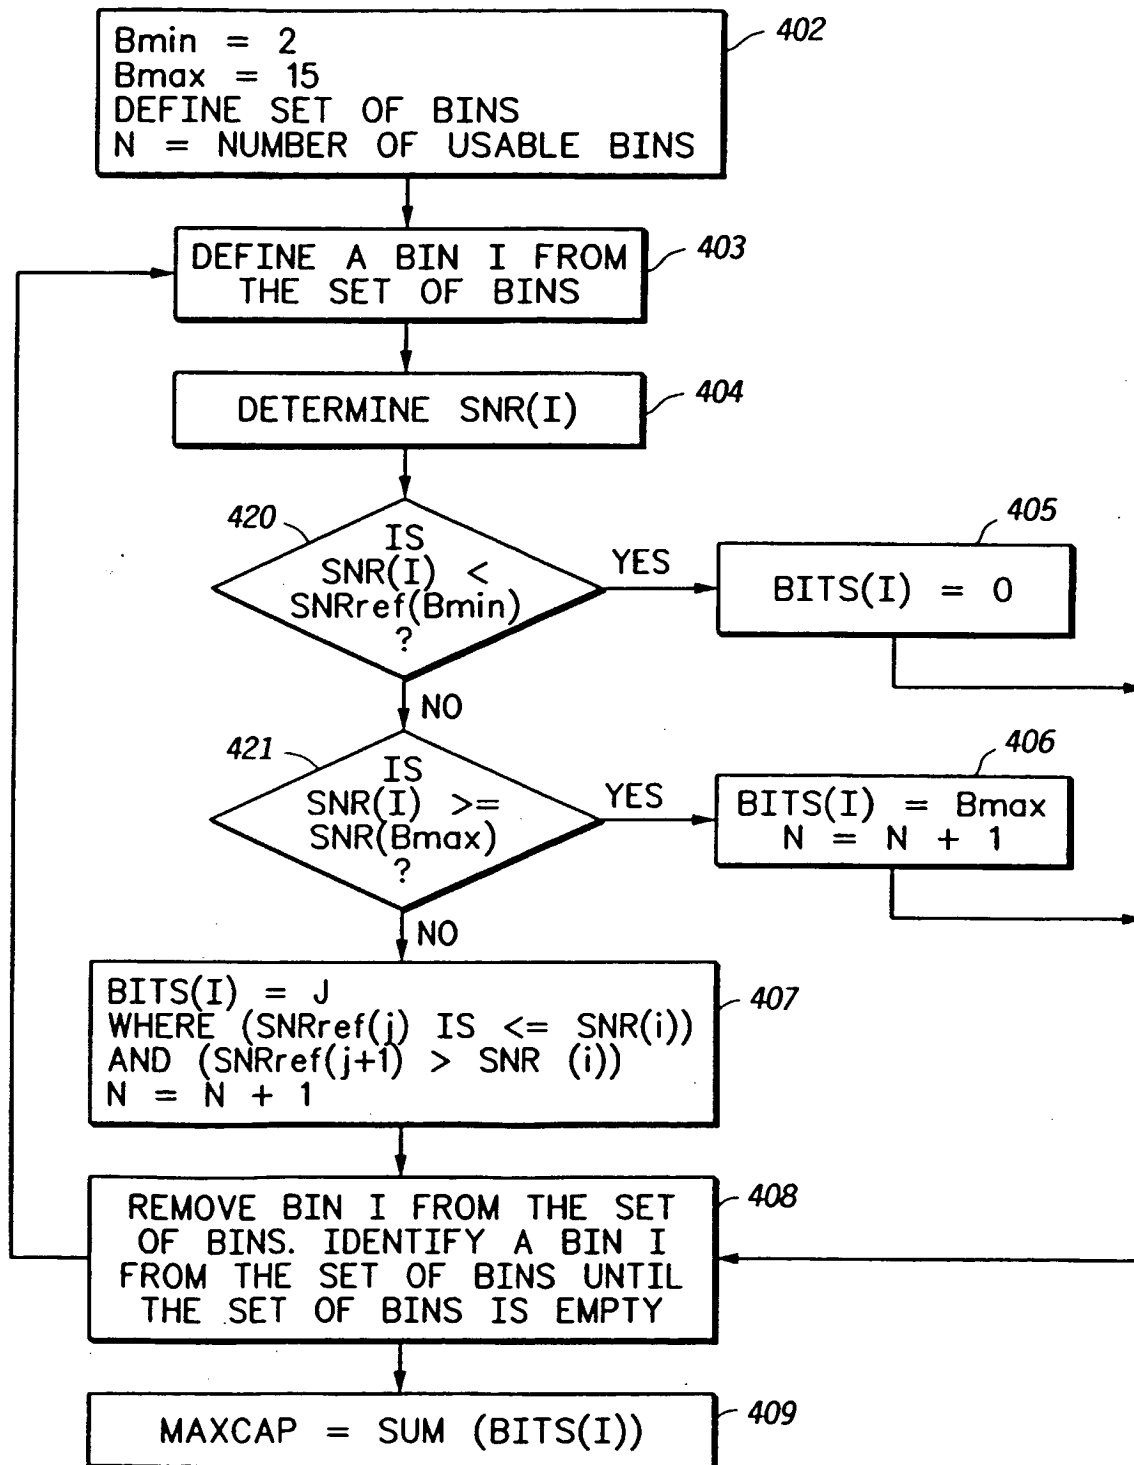 Bmin = 2
Bmax = 15
DEFINE SET OF BINS
N = NUMBER OF USABLE BINS
402
DEFINE A BIN I FROM
THE SET OF BINS
403
DETERMINE SNR(I)
404
420
IS
SNR(I) <
SNRref(Bmin)
?
YES
405
BITS(I) = 0
NO
421
IS
SNR(I) >=
SNR(Bmax)
?
YES
406
BITS(I) = Bmax
N = N + 1
NO
BITS(I) = J
WHERE (SNRref(j) IS <= SNR(i))
AND (SNRref(j+1) > SNR (i))
N = N + 1
407
REMOVE BIN I FROM THE SET
OF BINS. IDENTIFY A BIN I
FROM THE SET OF BINS UNTIL
THE SET OF BINS IS EMPTY
408
MAXCAP = SUM (BITS(I))
409